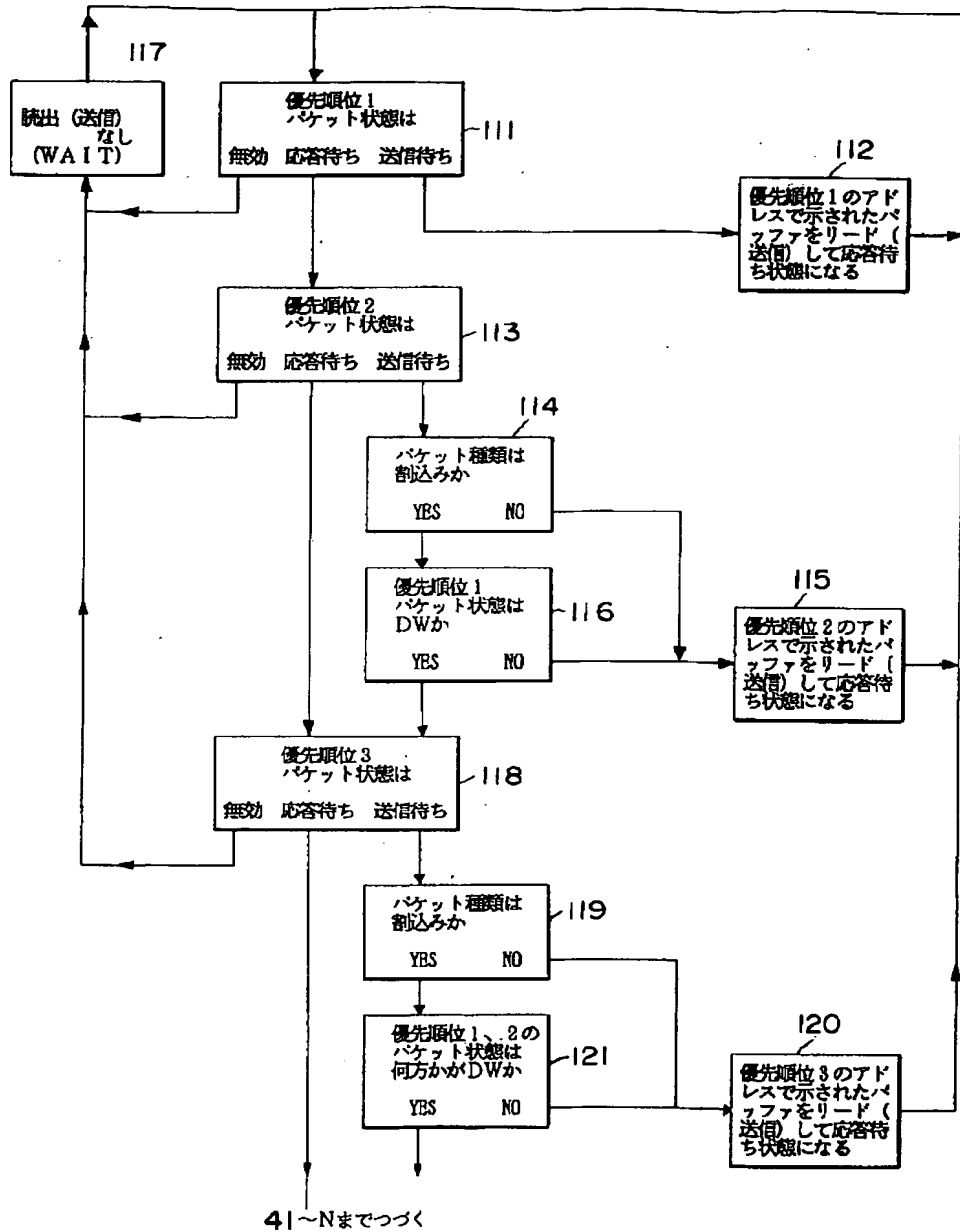 117
読出(送信)
なし
(WAIT)
優先順位1
パケット状態は
無効 応答待ち 送信待ち
111
112
優先順位1のアド
レスで示されたバ
ッファをリード(
送信)して応答待
ち状態になる
優先順位2
パケット状態は
無効 応答待ち 送信待ち
113
114
パケット種類は
割込みか
YES NO
優先順位1
パケット状態は
DWか
YES NO
116
115
優先順位2のアド
レスで示されたバ
ッファをリード(
送信)して応答待
ち状態になる
優先順位3
パケット状態は
無効 応答待ち 送信待ち
118
パケット種類は
割込みか
YES NO
119
優先順位1、2の
パケット状態は
何方かがDWか
YES NO
121
120
優先順位3のアド
レスで示されたバ
ッファをリード(
送信)して応答待
ち状態になる
41~Nまでつづく